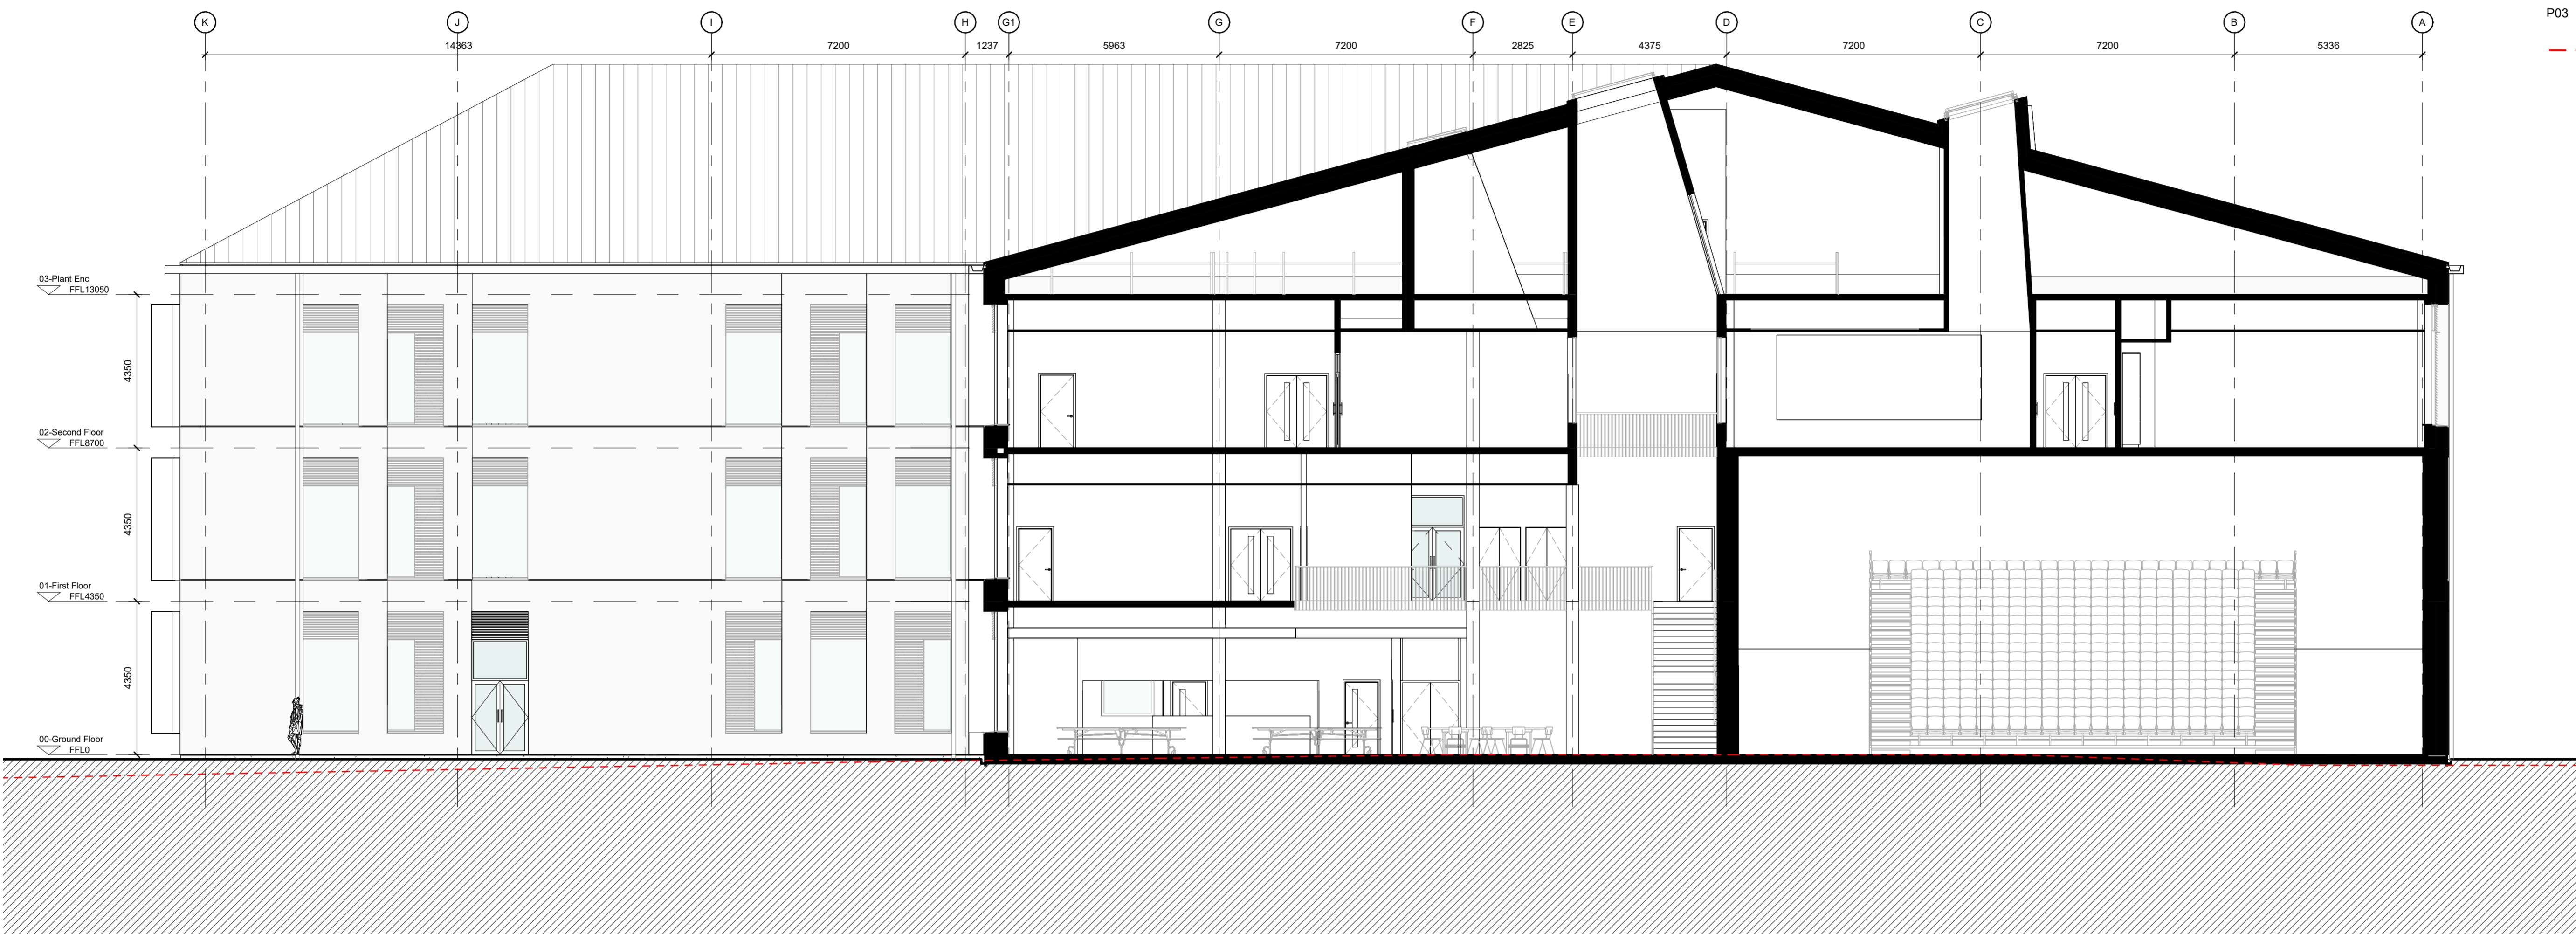 K J I H G1 G F E D C B A
P03
14363 7200 1237 5963 7200 2825 4375 7200 7200 5336
03-Plant Enc
FFL13050
4350
02-Second Floor
FFL8700
4350
01-First Floor
FFL4350
4350
00-Ground Floor
FFL0